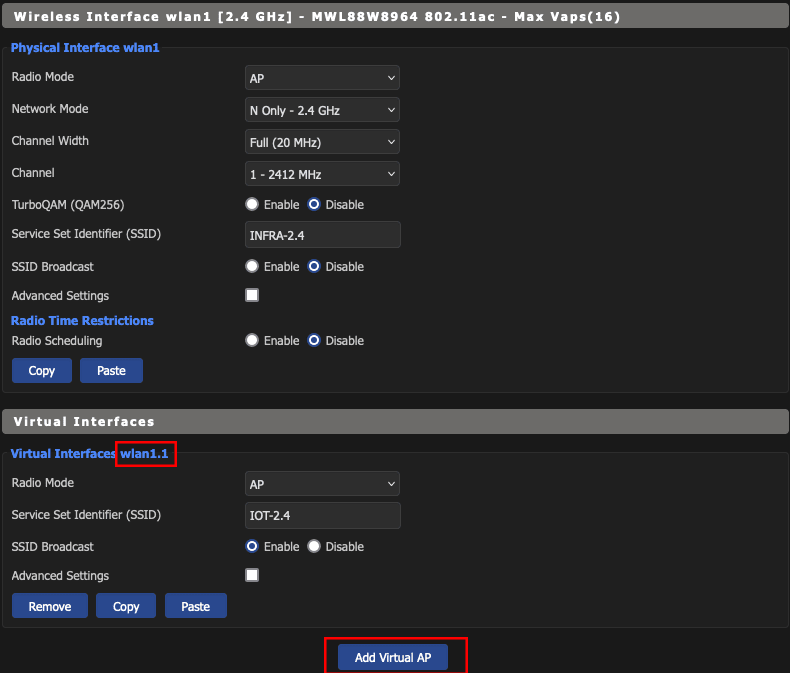 Wireless Interface wlan1 [2.4 GHz] - MWL88W8964 802.11ac - Max Vaps(16)
Physical Interface wlan1
Radio Mode AP
Network Mode N Only - 2.4 GHz
Channel Width Full (20 MHz)
Channel 1 - 2412 MHz
TurboQAM (QAM256) Enable Disable
Service Set Identifier (SSID) INFRA-2.4
SSID Broadcast Enable Disable
Advanced Settings
Radio Time Restrictions
Radio Scheduling Enable Disable
Copy Paste
Virtual Interfaces
Virtual Interfaces wlan1.1
Radio Mode AP
Service Set Identifier (SSID) IOT-2.4
SSID Broadcast Enable Disable
Advanced Settings
Remove Copy Paste
Add Virtual AP